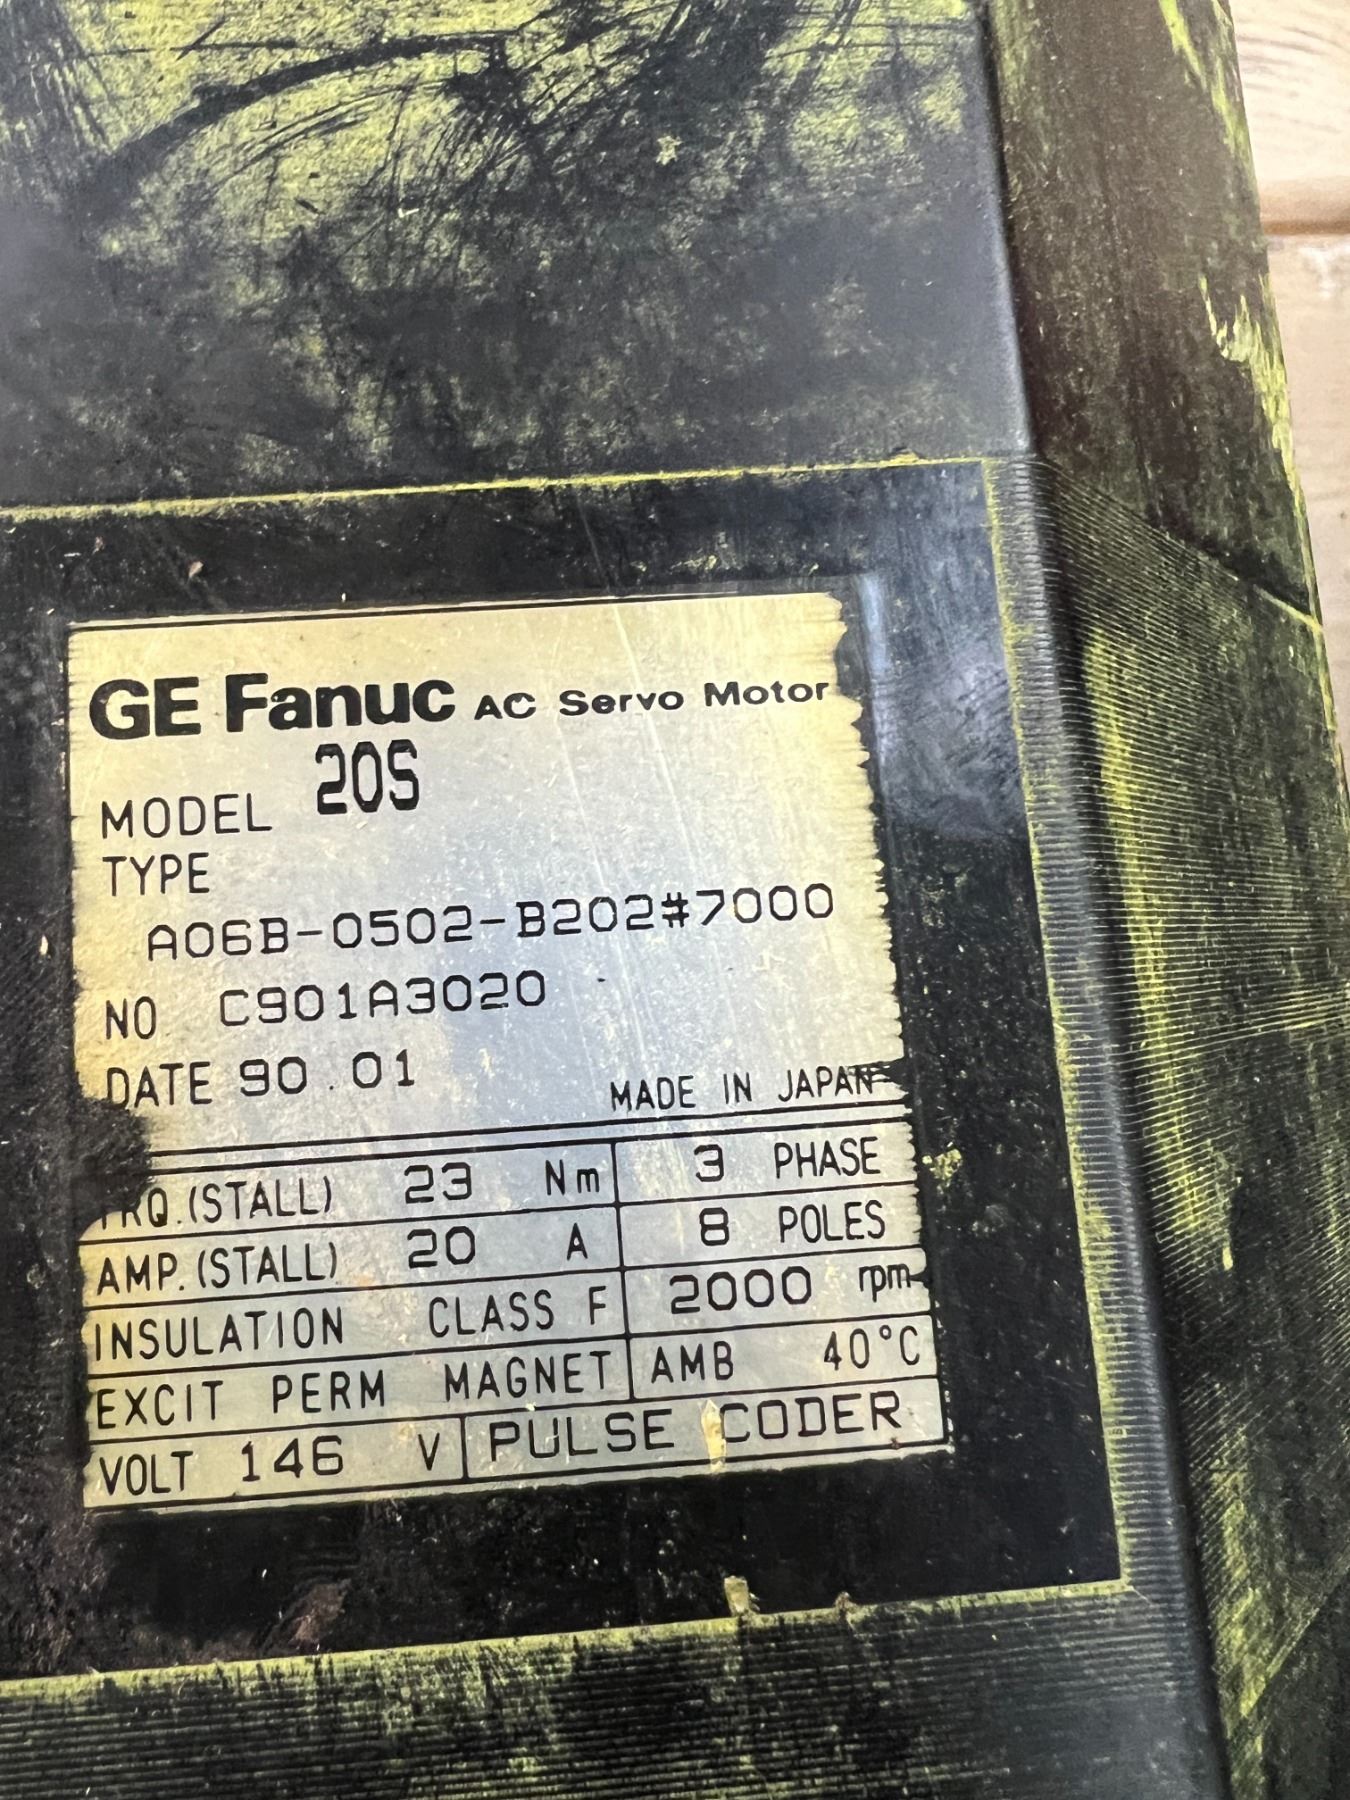 GE Fanuc AC Servo Motor
MODEL 20S
TYPE
A06B-0502-B202#7000
NO C901A3020
DATE 90.01
MADE IN JAPAN
TRQ.(STALL) 23 Nm 3 PHASE
AMP.(STALL) 20 A 8 POLES
INSULATION CLASS F 2000 rpm
EXCIT PERM MAGNET AMB 40°C
VOLT 146 V PULSE CODER